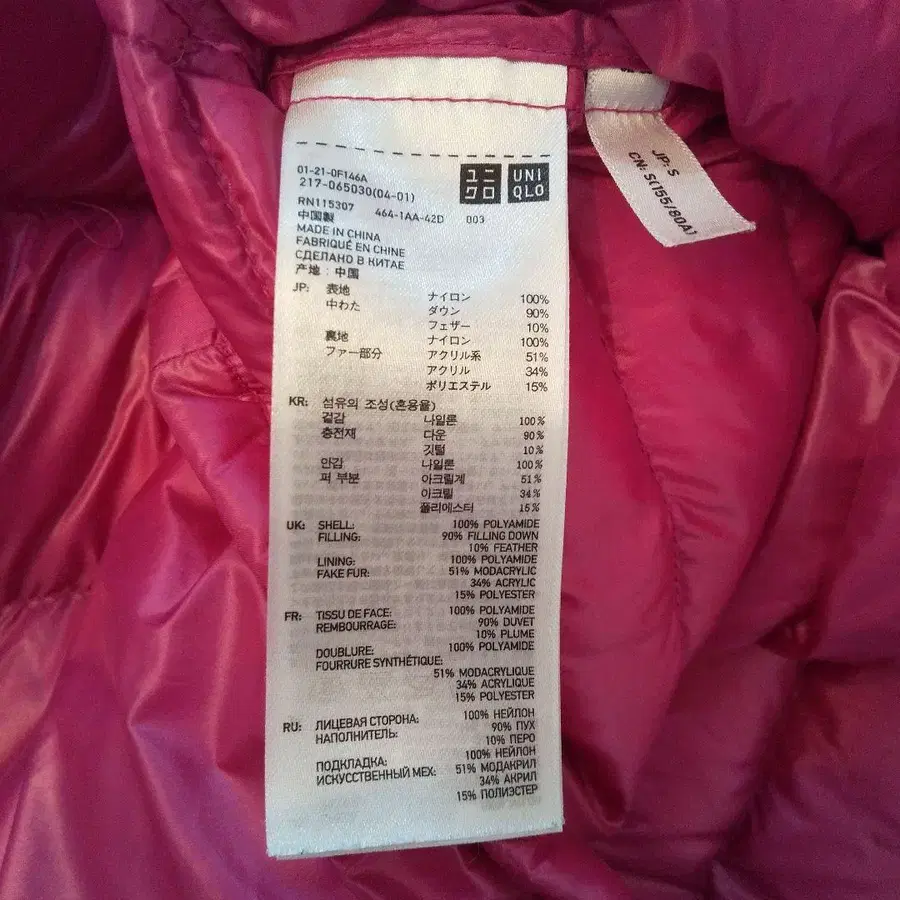 01-21-0F146A
217-065030(04-01)
ユニクロ
UNIQLO
RN115307 464-1AA-42D 003
中国製
MADE IN CHINA
FABRIQUÉ EN CHINE
СДЕЛАНО В КИТАЕ
产地 : 中国
JP: 表地 ナイロン 100%
中わた ダウン 90%
フェザー 10%
裏地 ナイロン 100%
ファー部分 アクリル系 51%
アクリル 34%
ポリエステル 15%
KR: 섬유의 조성(혼용율)
겉감 나일론 100%
충전재 다운 90%
깃털 10%
안감 나일론 100%
퍼 부분 아크릴계 51%
아크릴 34%
폴리에스터 15%
UK: SHELL: 100% POLYAMIDE
FILLING: 90% FILLING DOWN
10% FEATHER
LINING: 100% POLYAMIDE
FAKE FUR: 51% MODACRYLIC
34% ACRYLIC
15% POLYESTER
FR: TISSU DE FACE: 100% POLYAMIDE
REMBOURRAGE: 90% DUVET
10% PLUME
DOUBLURE: 100% POLYAMIDE
FOURRURE SYNTHÉTIQUE:
51% MODACRYLIQUE
34% ACRYLIQUE
15% POLYESTER
RU: ЛИЦЕВАЯ СТОРОНА: 100% НЕЙЛОН
НАПОЛНИТЕЛЬ: 90% ПУХ
10% ПЕРО
ПОДКЛАДКА: 100% НЕЙЛОН
ИСКУССТВЕННЫЙ МЕХ: 51% МОДАКРИЛ
34% АКРИЛ
15% ПОЛИЭСТЕР
JP: S
CN: S(155/80A)